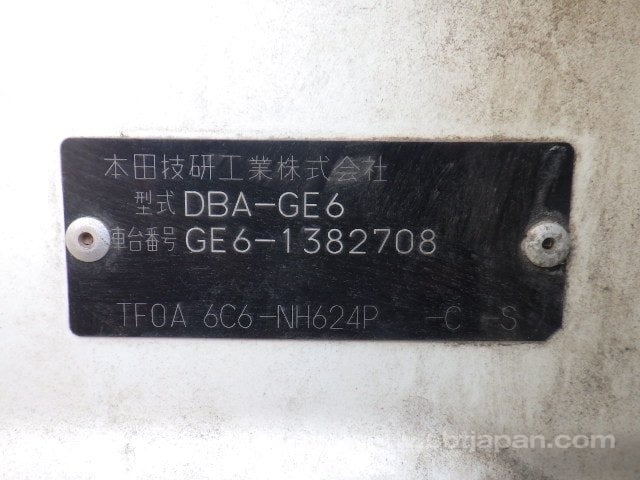 本田技研工業株式会社
型式 DBA-GE6
車台番号 GE6-1382708
TF0A 6C6-NH624P -C -S
btjapan.com